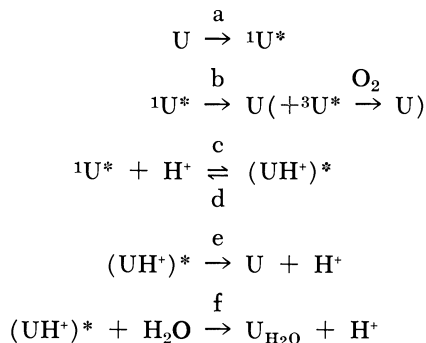 a
U → ¹U*
b O₂
¹U* → U(+³U* → U)
c
¹U* + H⁺ ⇌ (UH⁺)*
d
e
(UH⁺)* → U + H⁺
f
(UH⁺)* + H₂O → U_H₂O + H⁺